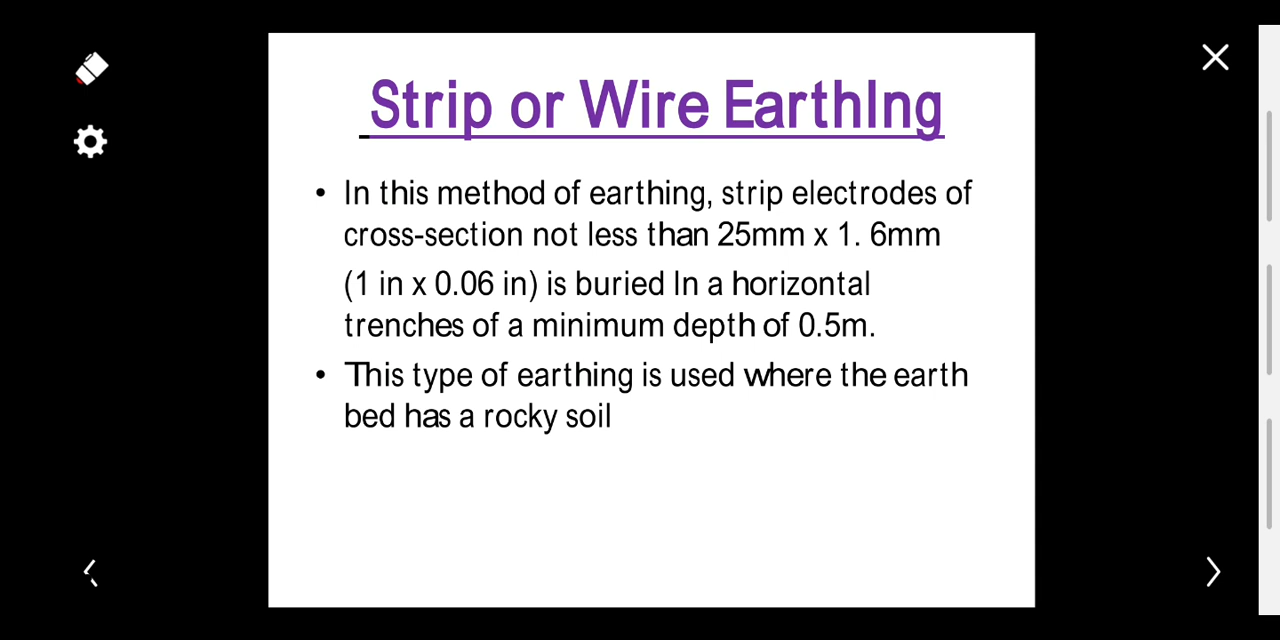 Strip or Wire EarthIng
• In this method of earthing, strip electrodes of
cross-section not less than 25mm x 1. 6mm
(1 in x 0.06 in) is buried In a horizontal
trenches of a minimum depth of 0.5m.
• This type of earthing is used where the earth
bed has a rocky soil